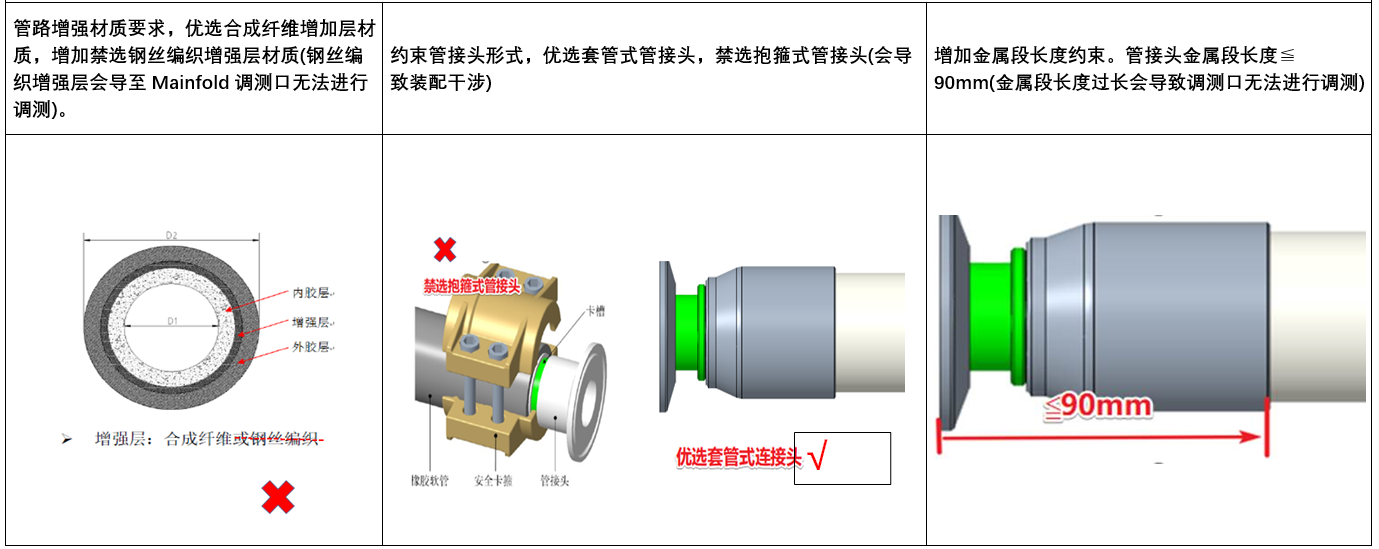 管路增强材质要求，优选合成纤维增加层材
质，增加禁选钢丝编织增强层材质(钢丝编
织增强层会导至 Mainfold 调测口无法进行
调测)。
约束管接头形式，优选套管式管接头，禁选抱箍式管接头(会导
致装配干涉)
增加金属段长度约束。管接头金属段长度≦
90mm(金属段长度过长会导致调测口无法进行调测)
D2
D1
内胶层
增强层
外胶层
➢ 增强层：合成纤维或钢丝编织
禁选抱箍式管接头
卡槽
橡胶软管
安全卡箍
管接头
优选套管式连接头 √
≦90mm